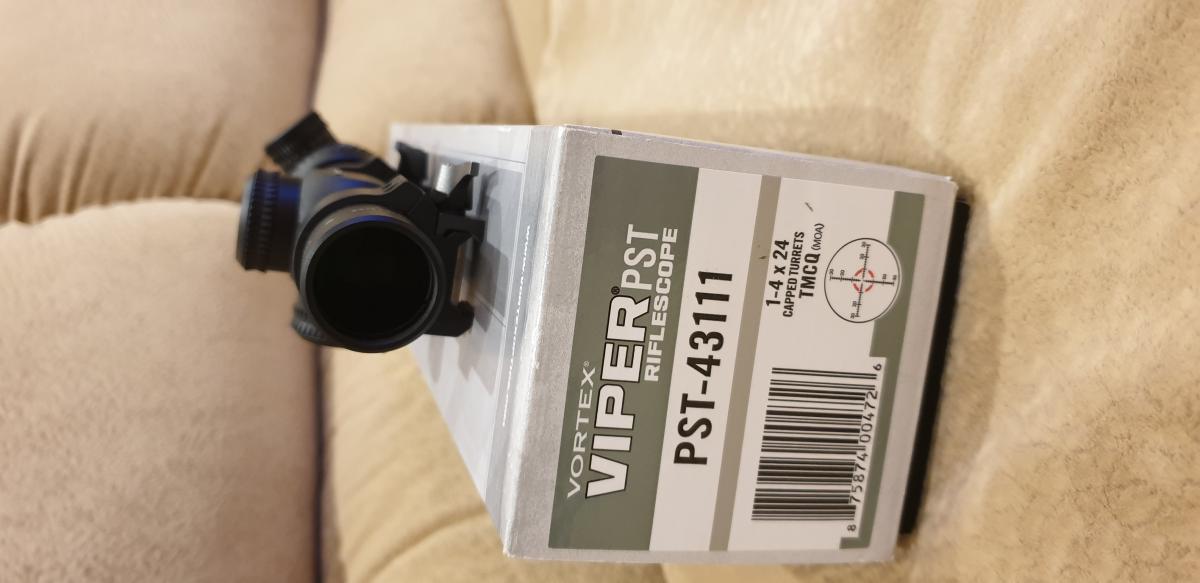 VORTEX®
VIPER® PST
RIFLESCOPE
PST-43111
1-4 x 24
CAPPED TURRETS
TMCQ (MOA)
8 75874 00472 6